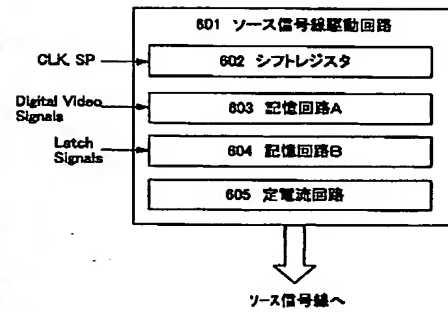 601 ソース信号線駆動回路
CLK, SP
602 シフトレジスタ
Digital Video
Signals
603 記憶回路A
Latch
Signals
604 記憶回路B
605 定電流回路
ソース信号線へ